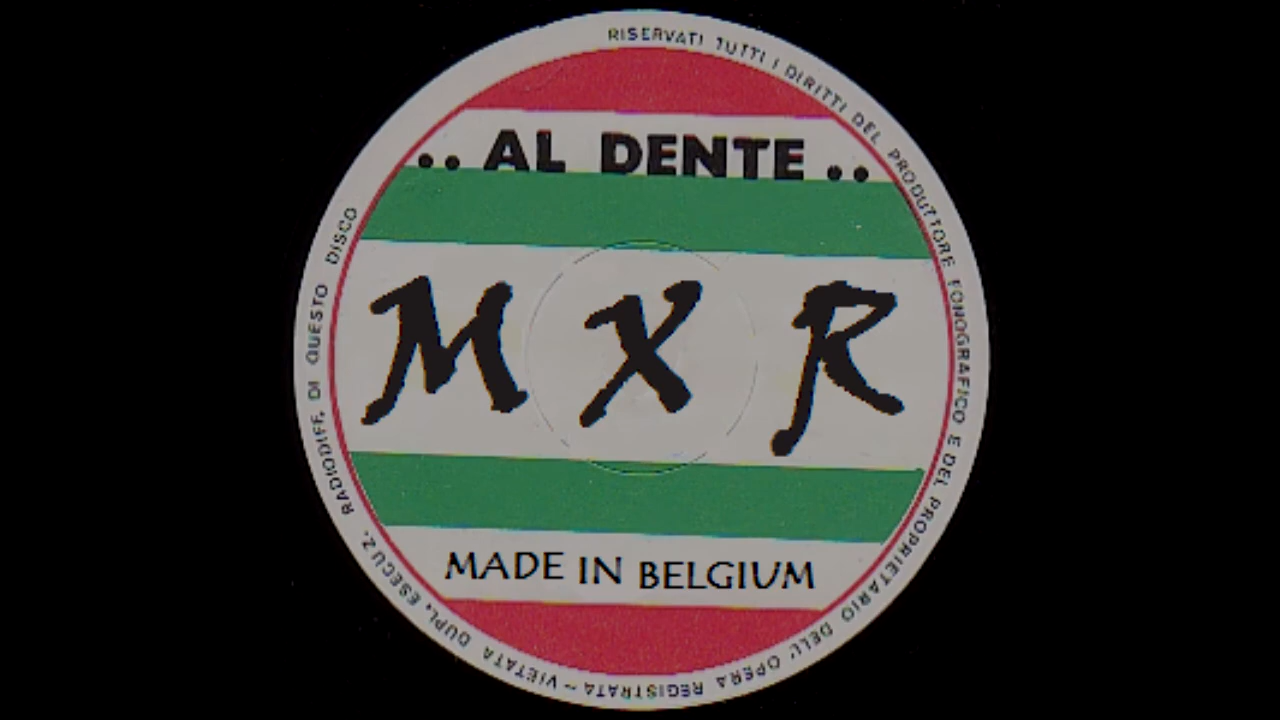 RISERVATI TUTTI I DIRITTI DEL PRODUTTORE FONOGRAFICO E DEL PROPRIETARIO DELL' OPERA REGISTRATA - VIETATA DUPL. ESECUZ. RADIODIFF. DI QUESTO DISCO
.. AL DENTE ..
M X R
MADE IN BELGIUM